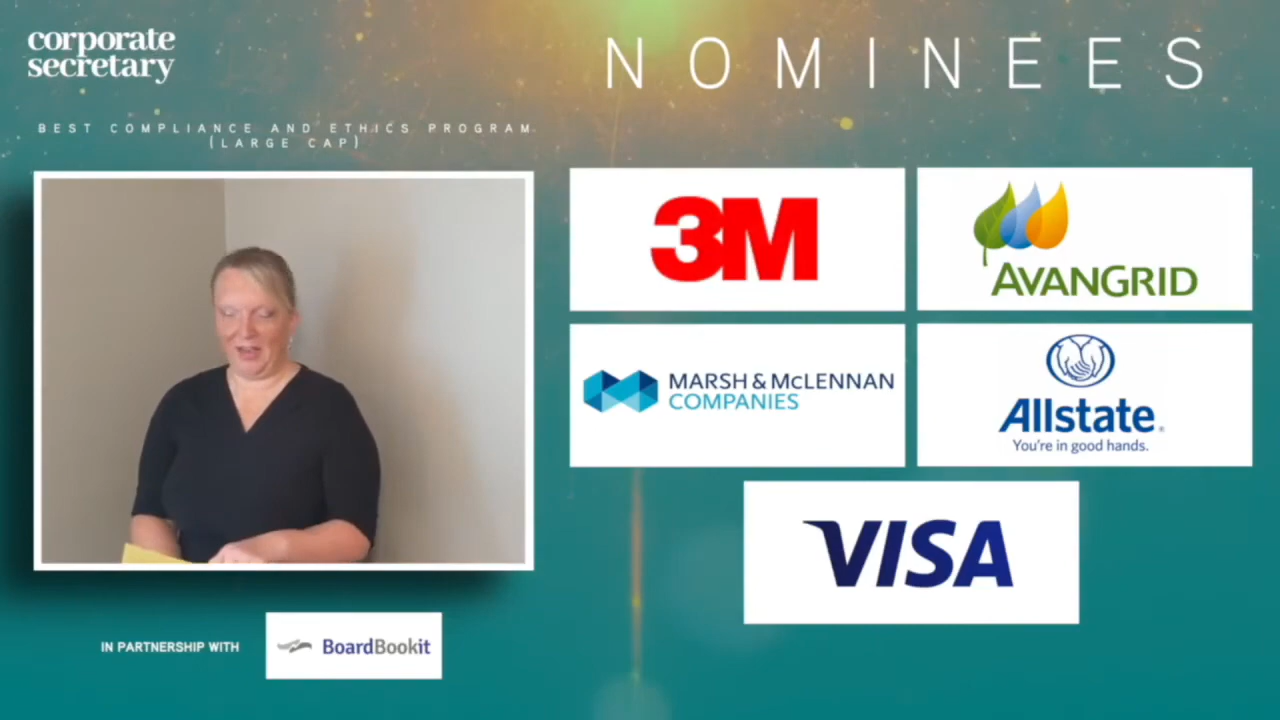 corporate
secretary
NOMINEES
BEST COMPLIANCE AND ETHICS PROGRAM
(LARGE CAP)
3M
AVANGRID
MARSH & McLENNAN
COMPANIES
Allstate®
You're in good hands.
VISA
IN PARTNERSHIP WITH
BoardBookit